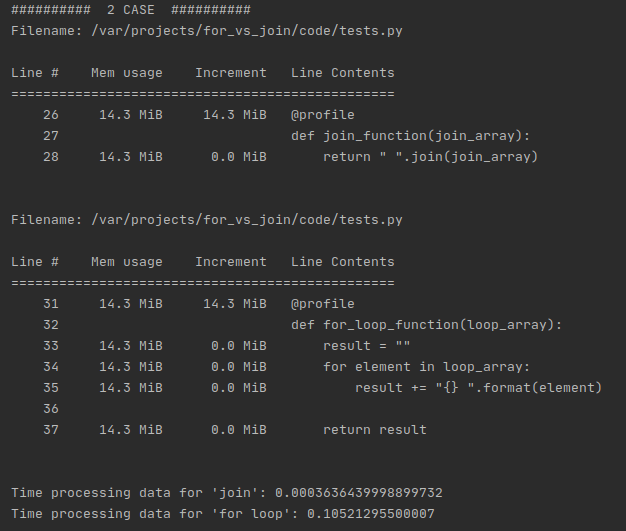 ##########  2 CASE  ##########
Filename: /var/projects/for_vs_join/code/tests.py
Line #    Mem usage    Increment   Line Contents
================================================
    26     14.3 MiB     14.3 MiB   @profile
    27                             def join_function(join_array):
    28     14.3 MiB      0.0 MiB       return " ".join(join_array)
Filename: /var/projects/for_vs_join/code/tests.py
Line #    Mem usage    Increment   Line Contents
================================================
    31     14.3 MiB     14.3 MiB   @profile
    32                             def for_loop_function(loop_array):
    33     14.3 MiB      0.0 MiB       result = ""
    34     14.3 MiB      0.0 MiB       for element in loop_array:
    35     14.3 MiB      0.0 MiB           result += "{} ".format(element)
    36
    37     14.3 MiB      0.0 MiB       return result
Time processing data for 'join': 0.0003636439998899732
Time processing data for 'for loop': 0.10521295500007